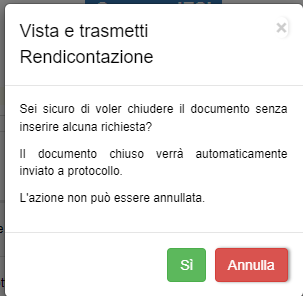 Vista e trasmetti
Rendicontazione
×
Sei sicuro di voler chiudere il documento senza
inserire alcuna richiesta?
Il documento chiuso verrà automaticamente
inviato a protocollo.
L'azione non può essere annullata.
Sì
Annulla